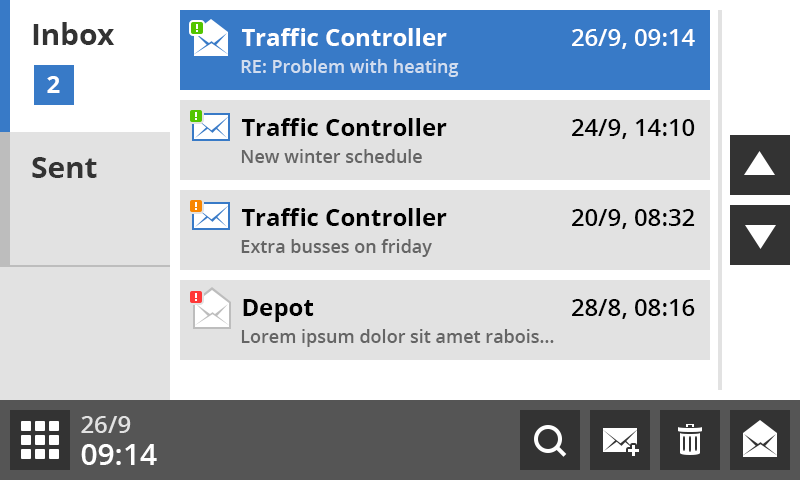 Inbox
2
Sent
Traffic Controller 26/9, 09:14
RE: Problem with heating
Traffic Controller 24/9, 14:10
New winter schedule
Traffic Controller 20/9, 08:32
Extra busses on friday
Depot 28/8, 08:16
Lorem ipsum dolor sit amet rabois...
26/9
09:14